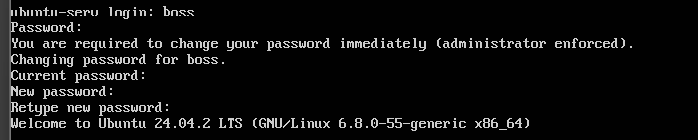 ubuntu-serv login: boss
Password:
You are required to change your password immediately (administrator enforced).
Changing password for boss.
Current password:
New password:
Retype new password:
Welcome to Ubuntu 24.04.2 LTS (GNU/Linux 6.8.0-55-generic x86_64)